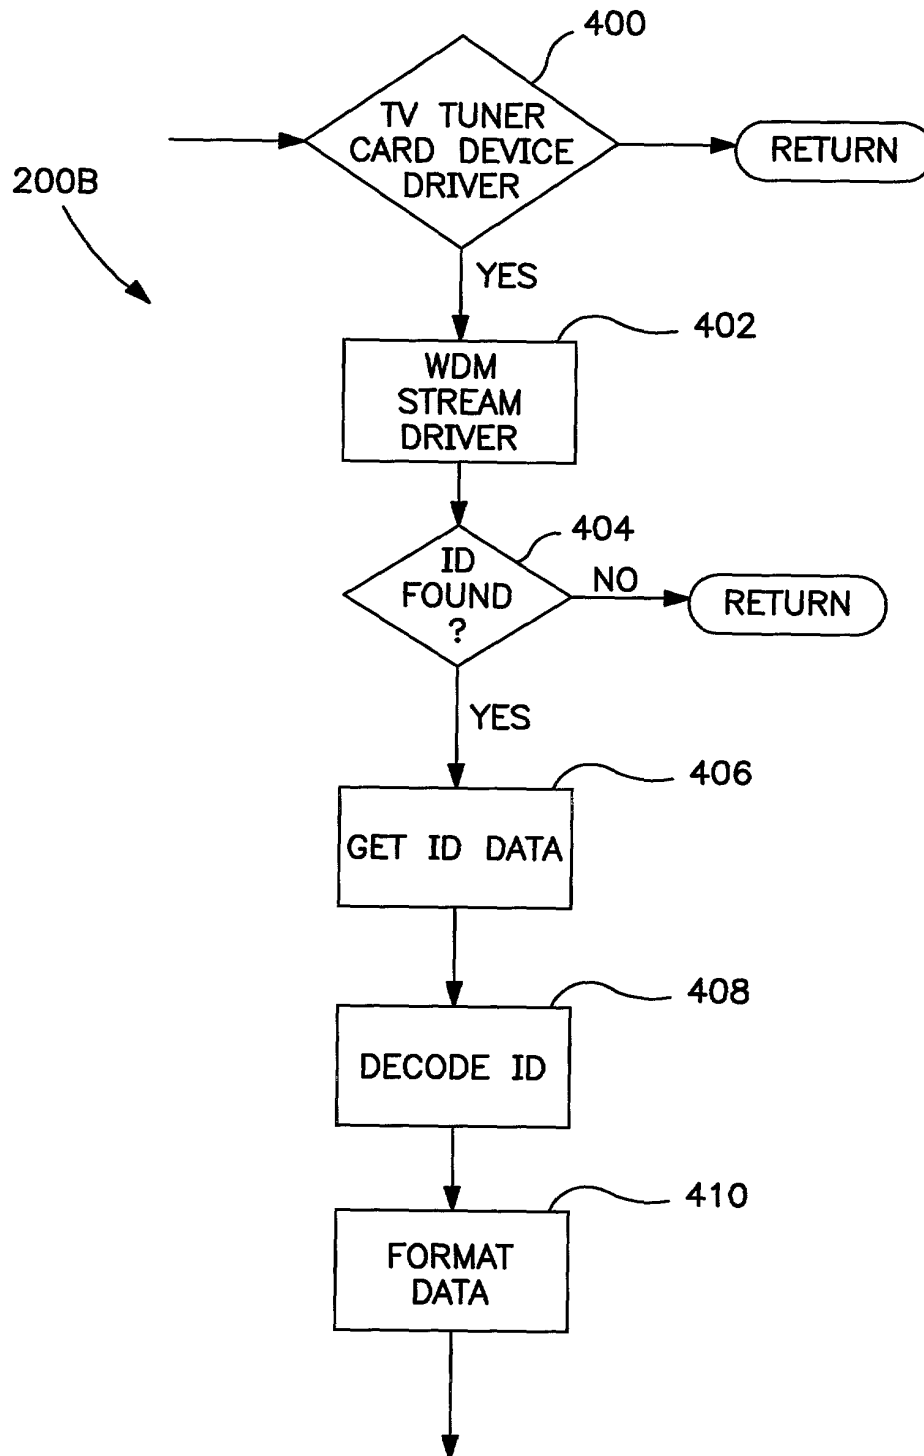 400
TV TUNER
CARD DEVICE
DRIVER
RETURN
200B
YES
402
WDM
STREAM
DRIVER
404
ID
FOUND
?
NO
RETURN
YES
406
GET ID DATA
408
DECODE ID
410
FORMAT
DATA